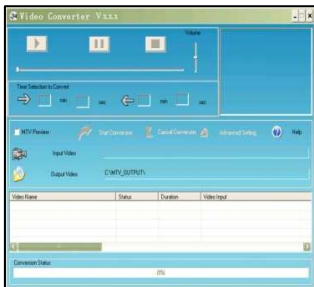 Video Converter Vxxx
Volume
Time Selection to Convert
min sec min sec
MTV Preview Start Conversion Cancel Conversion Advanced Setting Help
Input Video
Output Video C:\MTV_OUTPUT\
Video Name Status Duration Video Input
Conversion Status
0%